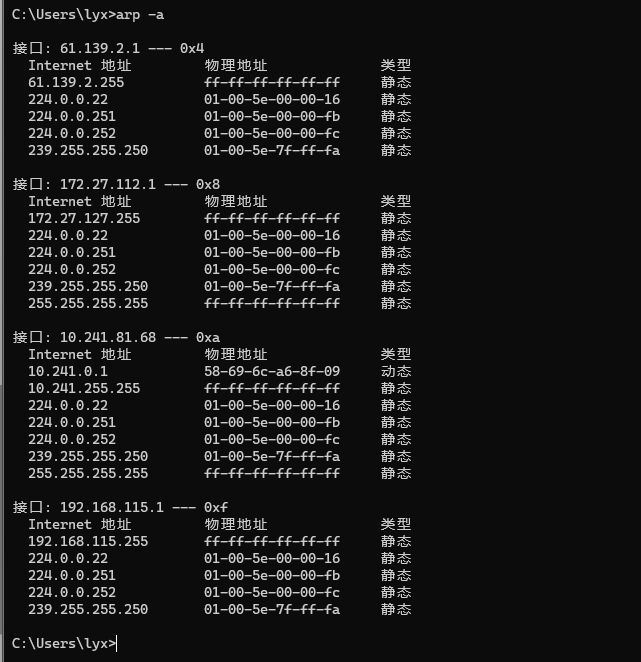 C:\Users\lyx>arp -a
接口: 61.139.2.1 --- 0x4
Internet 地址 物理地址 类型
61.139.2.255 ff-ff-ff-ff-ff-ff 静态
224.0.0.22 01-00-5e-00-00-16 静态
224.0.0.251 01-00-5e-00-00-fb 静态
224.0.0.252 01-00-5e-00-00-fc 静态
239.255.255.250 01-00-5e-7f-ff-fa 静态
接口: 172.27.112.1 --- 0x8
Internet 地址 物理地址 类型
172.27.127.255 ff-ff-ff-ff-ff-ff 静态
224.0.0.22 01-00-5e-00-00-16 静态
224.0.0.251 01-00-5e-00-00-fb 静态
224.0.0.252 01-00-5e-00-00-fc 静态
239.255.255.250 01-00-5e-7f-ff-fa 静态
255.255.255.255 ff-ff-ff-ff-ff-ff 静态
接口: 10.241.81.68 --- 0xa
Internet 地址 物理地址 类型
10.241.0.1 58-69-6c-a6-8f-09 动态
10.241.255.255 ff-ff-ff-ff-ff-ff 静态
224.0.0.22 01-00-5e-00-00-16 静态
224.0.0.251 01-00-5e-00-00-fb 静态
224.0.0.252 01-00-5e-00-00-fc 静态
239.255.255.250 01-00-5e-7f-ff-fa 静态
255.255.255.255 ff-ff-ff-ff-ff-ff 静态
接口: 192.168.115.1 --- 0xf
Internet 地址 物理地址 类型
192.168.115.255 ff-ff-ff-ff-ff-ff 静态
224.0.0.22 01-00-5e-00-00-16 静态
224.0.0.251 01-00-5e-00-00-fb 静态
224.0.0.252 01-00-5e-00-00-fc 静态
239.255.255.250 01-00-5e-7f-ff-fa 静态
C:\Users\lyx>